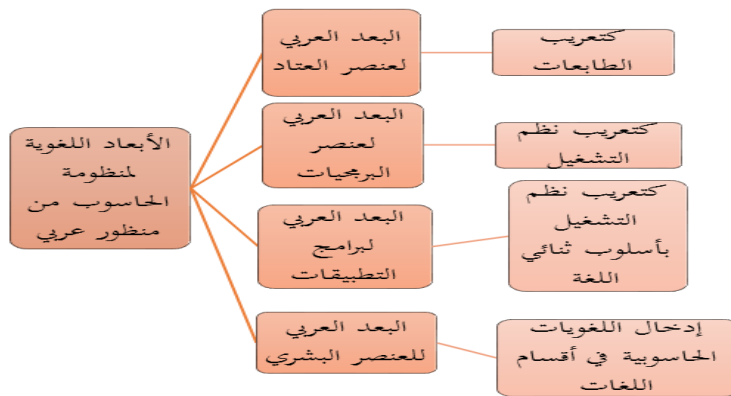 الأبعاد اللغوية
لمنظومة
الحاسوب من
منظور عربي
البعد العربي
لعنصر العتاد
كتعريب
الطابعات
البعد العربي
لعنصر
البرمجيات
كتعريب نظم
التشغيل
البعد العربي
لبرامج
التطبيقات
كتعريب نظم
التشغيل
بأسلوب ثنائي
اللغة
البعد العربي
للعنصر البشري
إدخال اللغويات
الحاسوبية في أقسام
اللغات